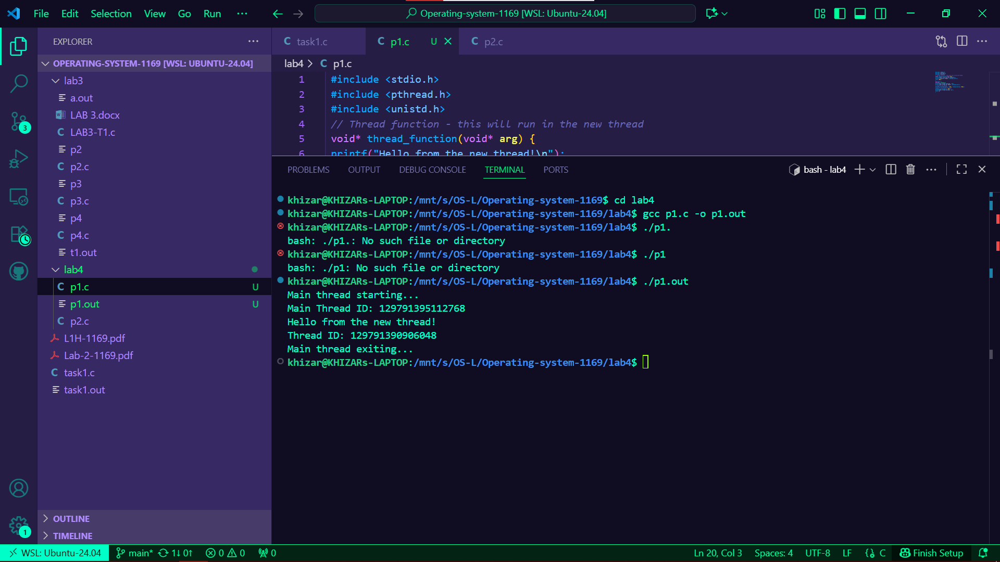 File Edit Selection View Go Run ···
Operating-system-1169 [WSL: Ubuntu-24.04]
EXPLORER
OPERATING-SYSTEM-1169 [WSL: UBUNTU-24.04]
lab3
a.out
LAB 3.docx
C LAB3-T1.c
p2
C p2.c
p3
C p3.c
p4
C p4.c
t1.out
lab4
C p1.c U
p1.out U
C p2.c
L1H-1169.pdf
Lab-2-1169.pdf
C task1.c
task1.out
OUTLINE
TIMELINE
3
1
C task1.c C p1.c U C p2.c
lab4 > C p1.c
1 #include <stdio.h>
2 #include <pthread.h>
3 #include <unistd.h>
4 // Thread function - this will run in the new thread
5 void* thread_function(void* arg) {
6 printf("Hello from the new thread!\n");
PROBLEMS OUTPUT DEBUG CONSOLE TERMINAL PORTS
bash - lab4
khizar@KHIZARs-LAPTOP:/mnt/s/OS-L/Operating-system-1169$ cd lab4
khizar@KHIZARs-LAPTOP:/mnt/s/OS-L/Operating-system-1169/lab4$ gcc p1.c -o p1.out
khizar@KHIZARs-LAPTOP:/mnt/s/OS-L/Operating-system-1169/lab4$ ./p1.
bash: ./p1.: No such file or directory
khizar@KHIZARs-LAPTOP:/mnt/s/OS-L/Operating-system-1169/lab4$ ./p1
bash: ./p1: No such file or directory
khizar@KHIZARs-LAPTOP:/mnt/s/OS-L/Operating-system-1169/lab4$ ./p1.out
Main thread starting...
Main Thread ID: 129791395112768
Hello from the new thread!
Thread ID: 129791390906048
Main thread exiting...
khizar@KHIZARs-LAPTOP:/mnt/s/OS-L/Operating-system-1169/lab4$
WSL: Ubuntu-24.04 main* 1↓ 0↑ 0 0 0 Ln 20, Col 3 Spaces: 4 UTF-8 LF {} C Finish Setup